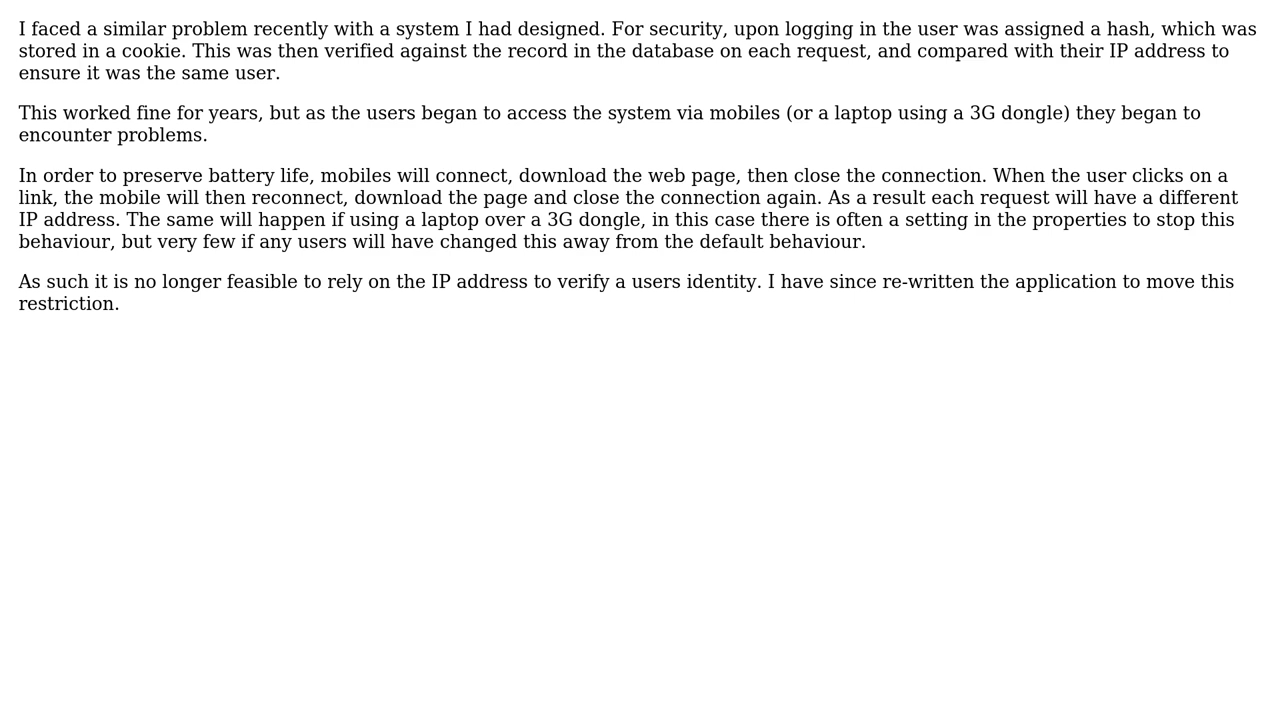 I faced a similar problem recently with a system I had designed. For security, upon logging in the user was assigned a hash, which was
stored in a cookie. This was then verified against the record in the database on each request, and compared with their IP address to
ensure it was the same user.
This worked fine for years, but as the users began to access the system via mobiles (or a laptop using a 3G dongle) they began to
encounter problems.
In order to preserve battery life, mobiles will connect, download the web page, then close the connection. When the user clicks on a
link, the mobile will then reconnect, download the page and close the connection again. As a result each request will have a different
IP address. The same will happen if using a laptop over a 3G dongle, in this case there is often a setting in the properties to stop this
behaviour, but very few if any users will have changed this away from the default behaviour.
As such it is no longer feasible to rely on the IP address to verify a users identity. I have since re-written the application to move this
restriction.